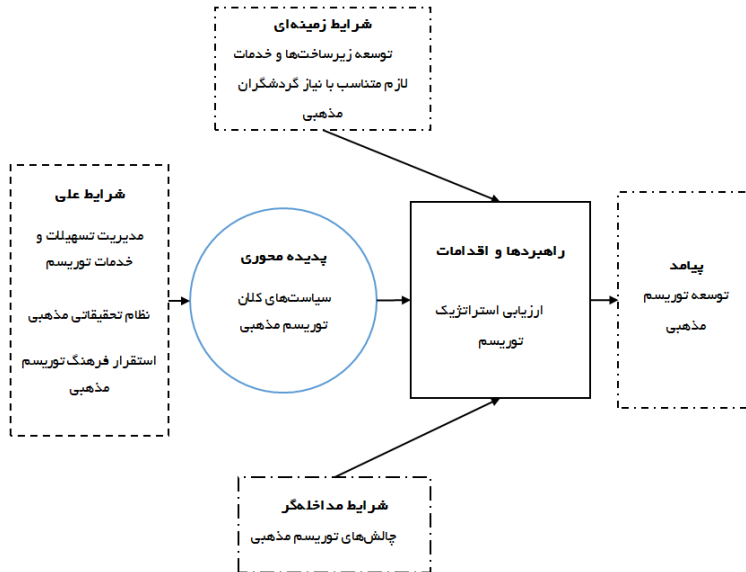 شرایط زمینه‌ای
توسعه زیرساخت‌ها و خدمات
لازم متناسب با نیاز گردشگران
مذهبی
شرایط علی
مدیریت تسهیلات و
خدمات توریسم
نظام تحقیقاتی مذهبی
استقرار فرهنگ توریسم
مذهبی
پدیده محوری
سیاست‌های کلان
توریسم مذهبی
راهبردها و اقدامات
ارزیابی استراتژیک
توریسم
پیامد
توسعه توریسم
مذهبی
شرایط مداخله‌گر
چالش‌های توریسم مذهبی